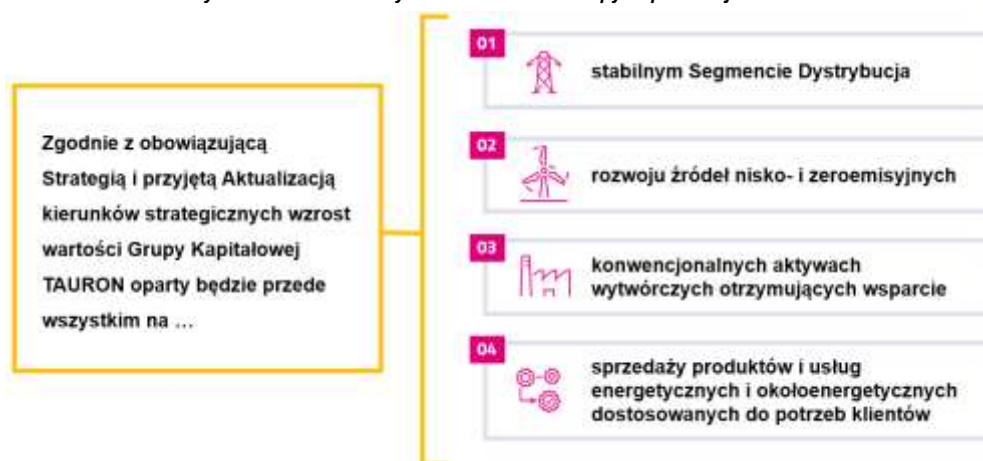 Zgodnie z obowiązującą
Strategią i przyjętą Aktualizacją
kierunków strategicznych wzrost
wartości Grupy Kapitałowej
TAURON oparty będzie przede
wszystkim na …
01
stabilnym Segmencie Dystrybucja
02
rozwoju źródeł nisko- i zeroemisyjnych
03
konwencjonalnych aktywach
wytwórczych otrzymujących wsparcie
04
sprzedaży produktów i usług
energetycznych i okołoenergetycznych
dostosowanych do potrzeb klientów